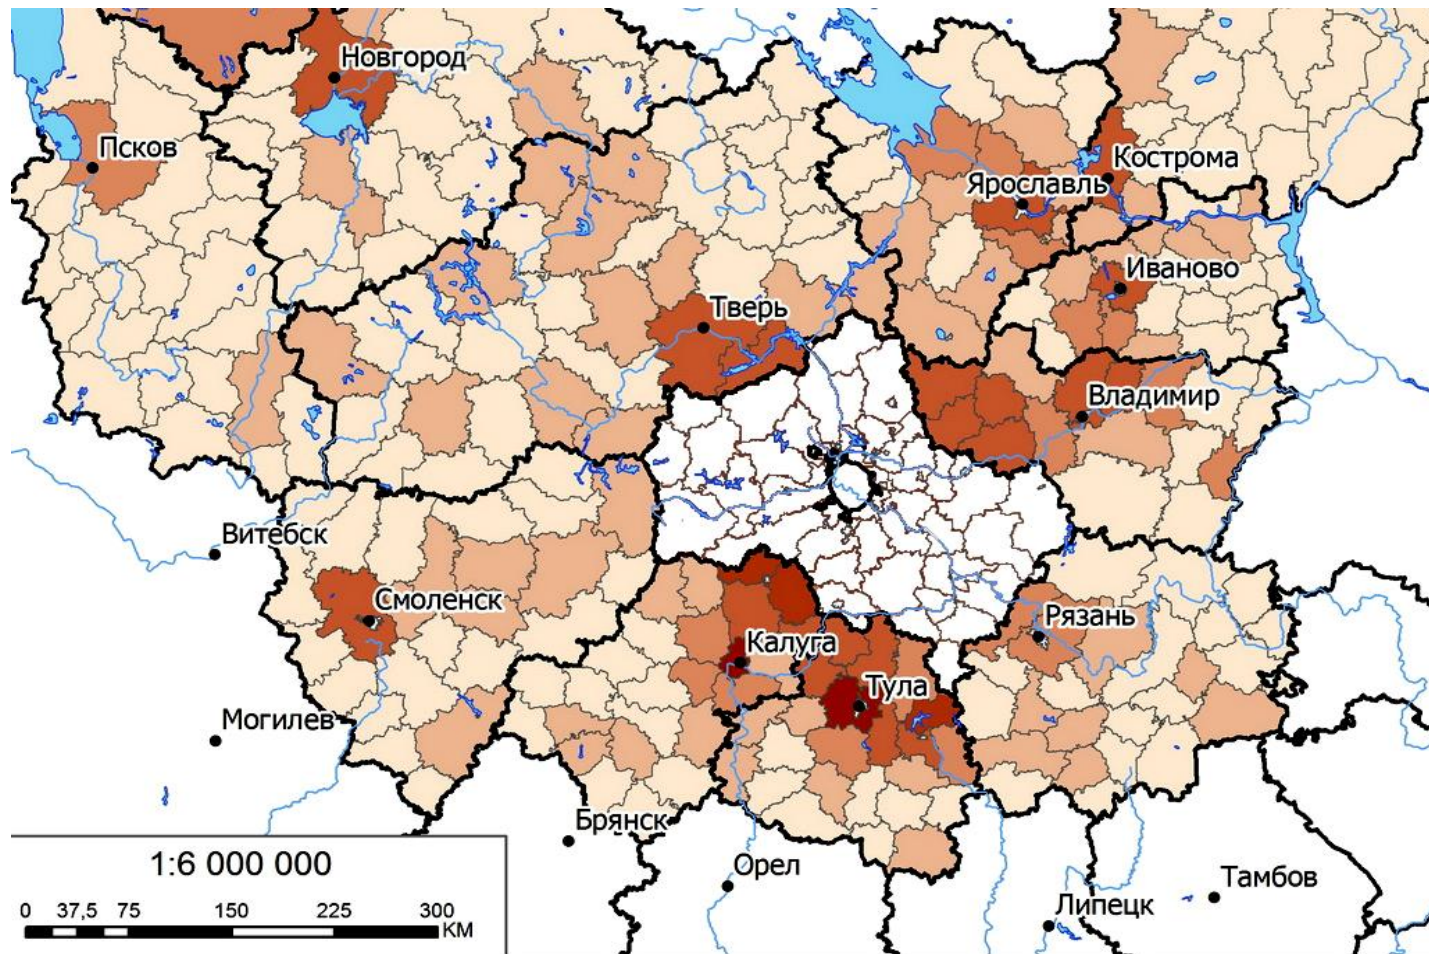 Новгород
Псков
Кострома
Ярославль
Иваново
Тверь
Владимир
Витебск
Смоленск
Рязань
Калуга
Тула
Могилев
Брянск
Орел
Тамбов
Липецк
1:6 000 000
0 37,5 75 150 225 300
КМ